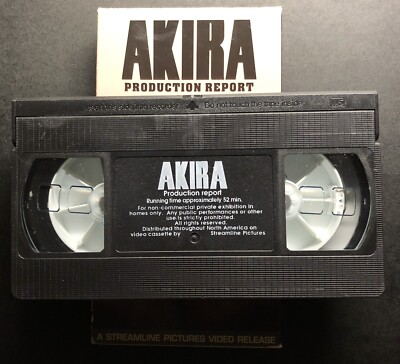 AKIRA
PRODUCTION REPORT
Do not touch the tape inside
AKIRA
Production report
Running time approximately 52 min.
For non-commercial private exhibition in
homes only. Any public performances or other
use is strictly prohibited.
All rights reserved.
Distributed throughout North America on
video cassette by Streamline Pictures
A STREAMLINE PICTURES VIDEO RELEASE